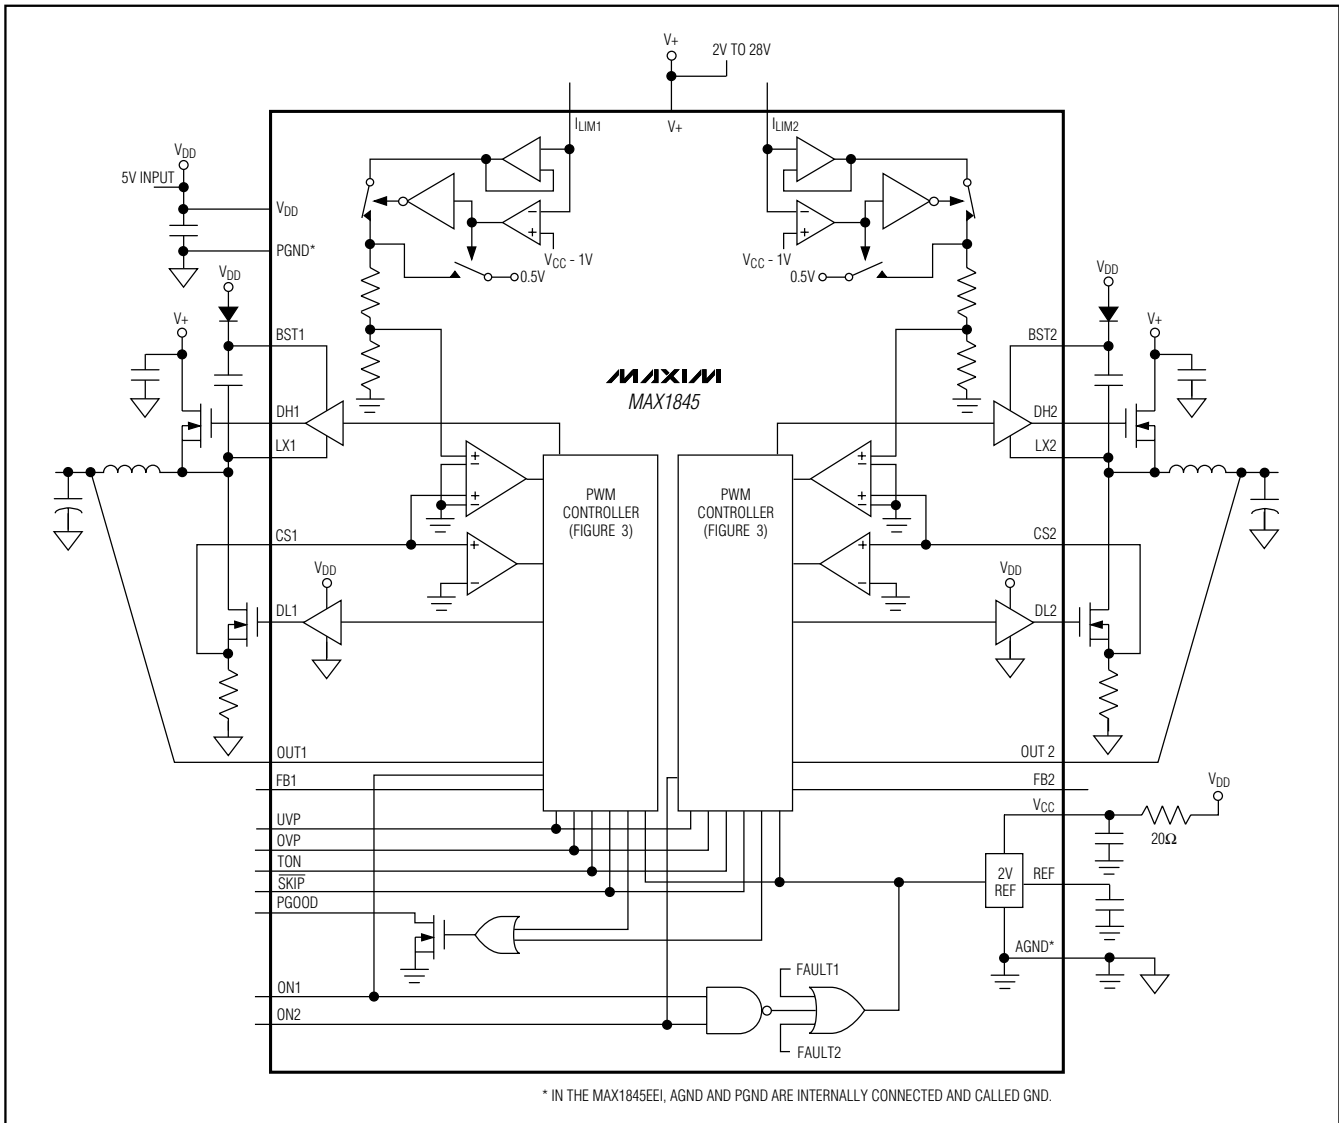 V+
2V TO 28V
ILIM1
V+
ILIM2
VDD
5V INPUT
VDD
PGND*
VDD
VCC - 1V
0.5V
VCC - 1V
0.5V
VDD
V+
BST1
BST2
V+
MAXIM
MAX1845
DH1
LX1
DH2
LX2
+
−
+
−
+
−
+
−
PWM
CONTROLLER
(FIGURE 3)
PWM
CONTROLLER
(FIGURE 3)
CS1
CS2
+
−
+
−
VDD
VDD
DL1
DL2
OUT1
OUT 2
FB1
FB2
VDD
VCC
20Ω
UVP
OVP
TON
SKIP
PGOOD
2V
REF
REF
AGND*
FAULT1
ON1
ON2
FAULT2
* IN THE MAX1845EEI, AGND AND PGND ARE INTERNALLY CONNECTED AND CALLED GND.